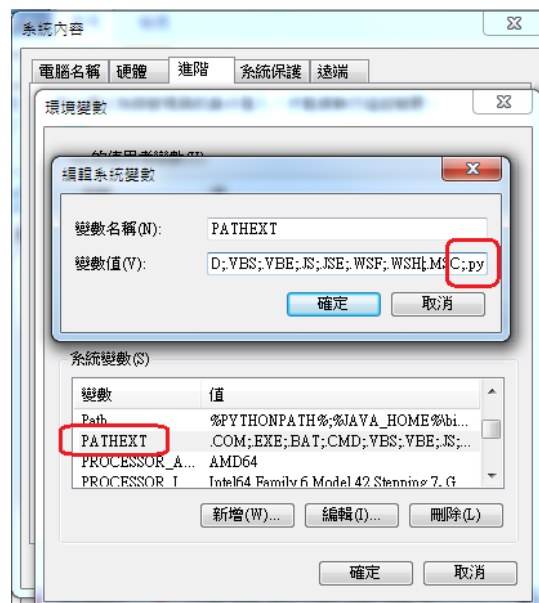 系統內容
電腦名稱 硬體 進階 系統保護 遠端
環境變數
編輯系統變數
變數名稱(N): PATHEXT
變數值(V): D;.VBS;.VBE;.JS;.JSE;.WSF;.WSH;.MSC;.py
確定 取消
系統變數(S)
變數 值
Path %PYTHONPATH%;%JAVA_HOME%\bi...
PATHEXT .COM;.EXE;.BAT;.CMD;.VBS;.VBE;.JS;...
PROCESSOR_A... AMD64
PROCESSOR_I... Intel64 Family 6 Model 42 Stepping 7, G...
新增(W)... 編輯(I)... 刪除(L)
確定 取消